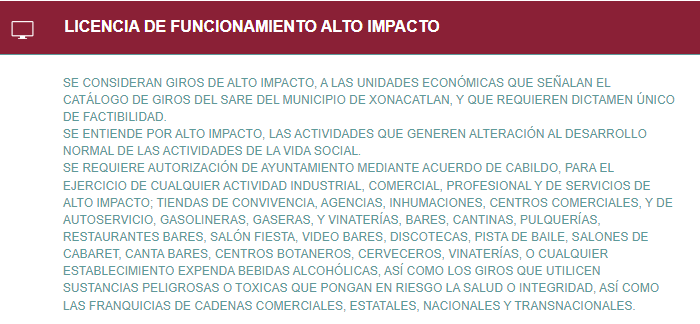 LICENCIA DE FUNCIONAMIENTO ALTO IMPACTO
SE CONSIDERAN GIROS DE ALTO IMPACTO, A LAS UNIDADES ECONÓMICAS QUE SEÑALAN EL
CATÁLOGO DE GIROS DEL SARE DEL MUNICIPIO DE XONACATLAN, Y QUE REQUIEREN DICTAMEN ÚNICO
DE FACTIBILIDAD.
SE ENTIENDE POR ALTO IMPACTO, LAS ACTIVIDADES QUE GENEREN ALTERACIÓN AL DESARROLLO
NORMAL DE LAS ACTIVIDADES DE LA VIDA SOCIAL.
SE REQUIERE AUTORIZACIÓN DE AYUNTAMIENTO MEDIANTE ACUERDO DE CABILDO, PARA EL
EJERCICIO DE CUALQUIER ACTIVIDAD INDUSTRIAL, COMERCIAL, PROFESIONAL Y DE SERVICIOS DE
ALTO IMPACTO; TIENDAS DE CONVIVENCIA, AGENCIAS, INHUMACIONES, CENTROS COMERCIALES, Y DE
AUTOSERVICIO, GASOLINERAS, GASERAS, Y VINATERÍAS, BARES, CANTINAS, PULQUERÍAS,
RESTAURANTES BARES, SALÓN FIESTA, VIDEO BARES, DISCOTECAS, PISTA DE BAILE, SALONES DE
CABARET, CANTA BARES, CENTROS BOTANEROS, CERVECEROS, VINATERÍAS, O CUALQUIER
ESTABLECIMIENTO EXPENDA BEBIDAS ALCOHÓLICAS, ASÍ COMO LOS GIROS QUE UTILICEN
SUSTANCIAS PELIGROSAS O TOXICAS QUE PONGAN EN RIESGO LA SALUD O INTEGRIDAD, ASÍ COMO
LAS FRANQUICIAS DE CADENAS COMERCIALES, ESTATALES, NACIONALES Y TRANSNACIONALES.